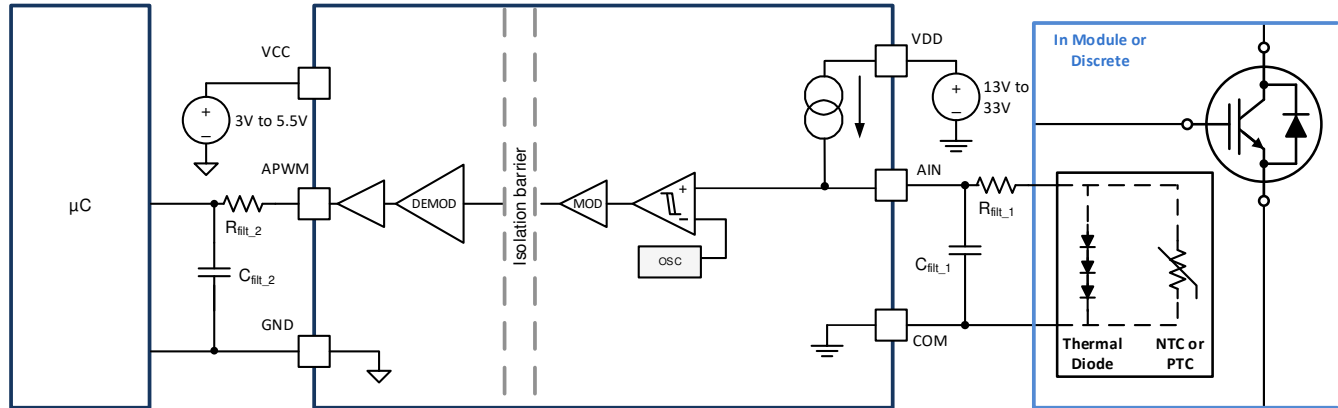 µC
VCC
+
−
3V to 5.5V
APWM
Rfilt_2
Cfilt_2
GND
DEMOD
Isolation barrier
MOD
+
−
OSC
VDD
+
−
13V to
33V
AIN
Rfilt_1
Cfilt_1
COM
In Module or
Discrete
Thermal
Diode
NTC or
PTC